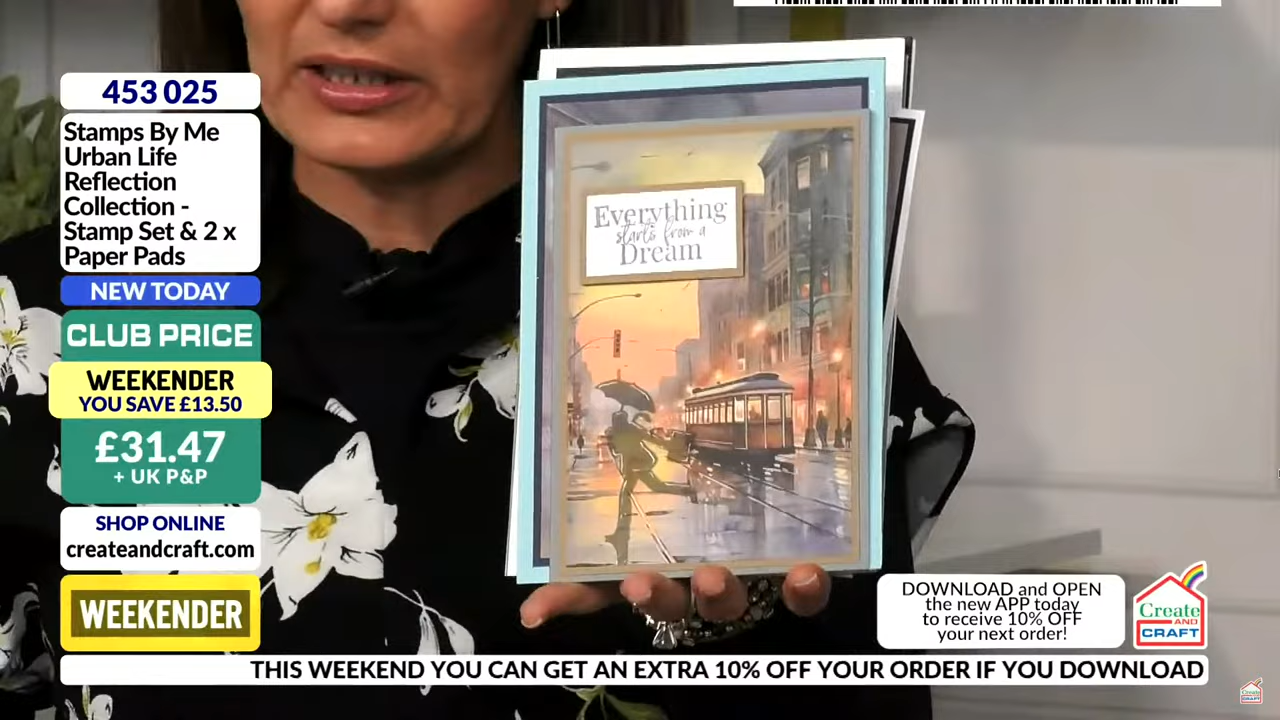 453 025
Stamps By Me
Urban Life
Reflection
Collection -
Stamp Set & 2 x
Paper Pads
NEW TODAY
CLUB PRICE
WEEKENDER
YOU SAVE £13.50
£31.47
+ UK P&P
SHOP ONLINE
createandcraft.com
WEEKENDER
Everything
starts from a
Dream
DOWNLOAD and OPEN
the new APP today
to receive 10% OFF
your next order!
Create
AND
CRAFT
THIS WEEKEND YOU CAN GET AN EXTRA 10% OFF YOUR ORDER IF YOU DOWNLOAD